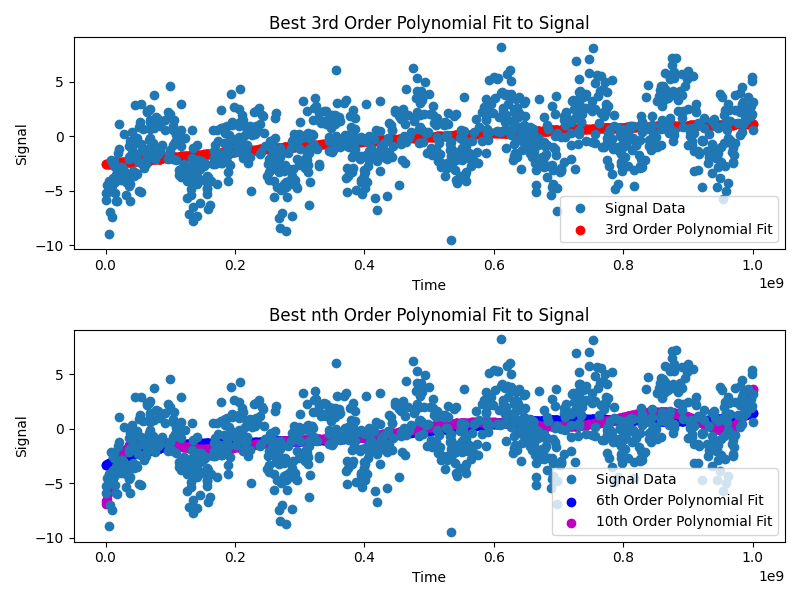 Best 3rd Order Polynomial Fit to Signal
5
0
−5
−10
Signal
Signal Data
3rd Order Polynomial Fit
0.0 0.2 0.4 0.6 0.8 1.0
Time
1e9
Best nth Order Polynomial Fit to Signal
5
0
−5
−10
Signal
Signal Data
6th Order Polynomial Fit
10th Order Polynomial Fit
0.0 0.2 0.4 0.6 0.8 1.0
Time
1e9